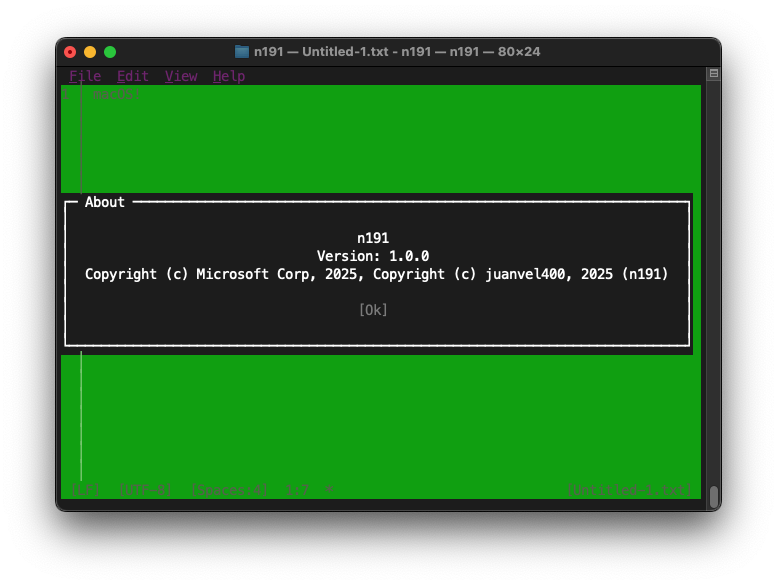 n191 — Untitled-1.txt - n191 — n191 — 80×24
File Edit View Help
1 macOS!
About
n191
Version: 1.0.0
Copyright (c) Microsoft Corp, 2025, Copyright (c) juanvel400, 2025 (n191)
[Ok]
[LF] [UTF-8] [Spaces:4] 1:7 * [Untitled-1.txt]